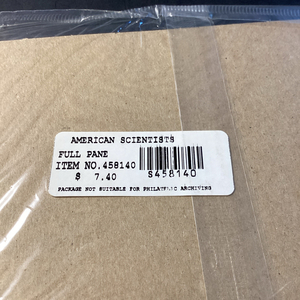 AMERICAN SCIENTISTS
FULL PANE
ITEM NO.458140
$ 7.40
S458140
PACKAGE NOT SUITABLE FOR PHILATELIC ARCHIVING